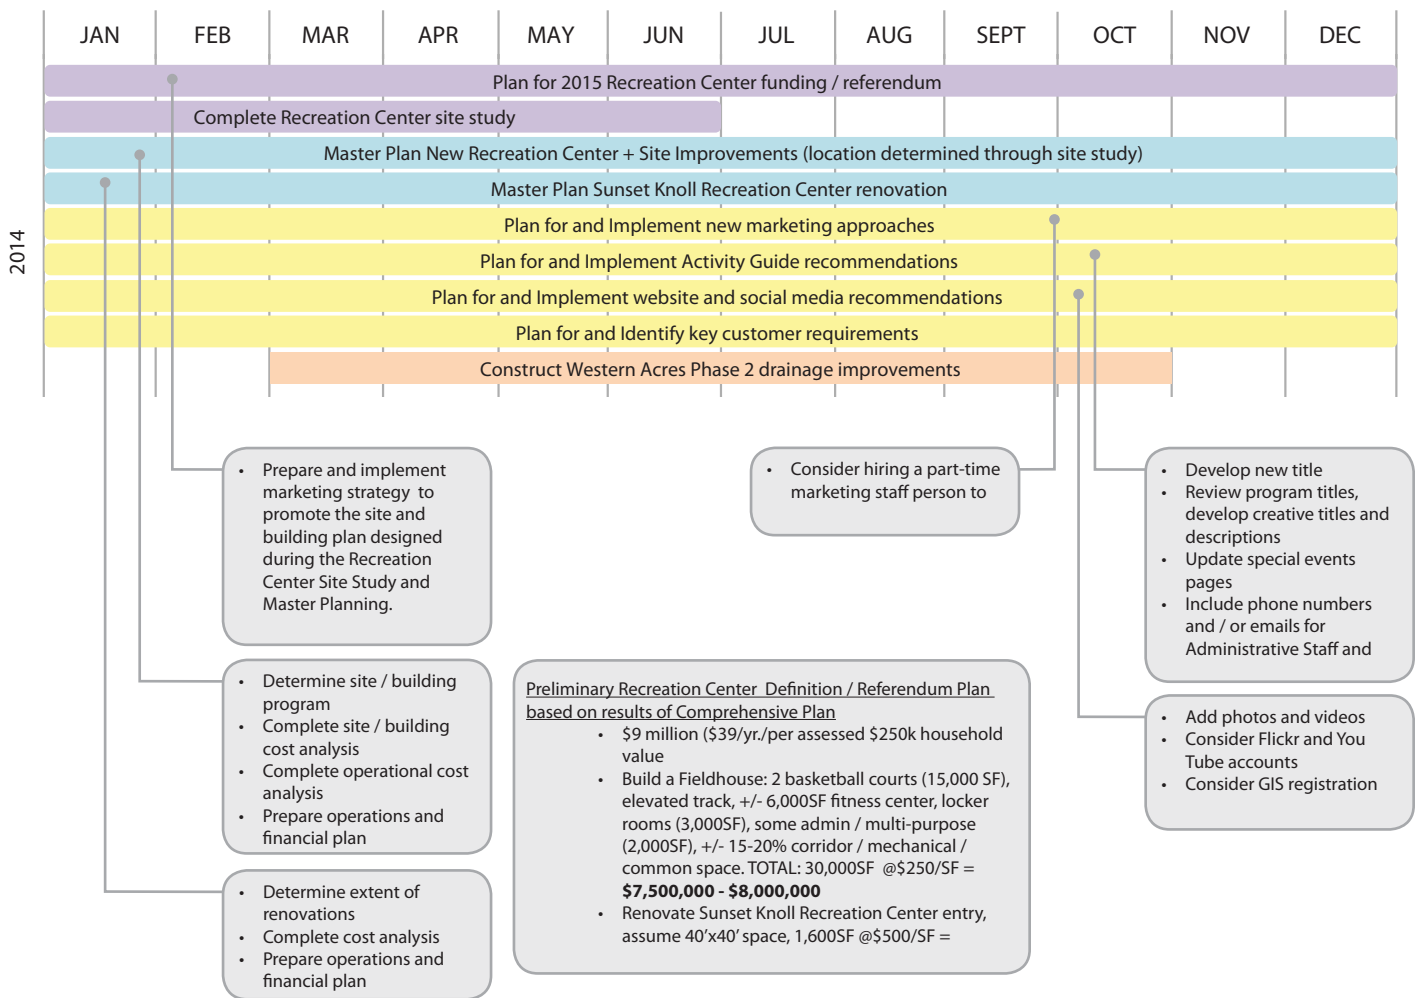 JAN FEB MAR APR MAY JUN JUL AUG SEPT OCT NOV DEC
2014
Plan for 2015 Recreation Center funding / referendum
Complete Recreation Center site study
Master Plan New Recreation Center + Site Improvements (location determined through site study)
Master Plan Sunset Knoll Recreation Center renovation
Plan for and Implement new marketing approaches
Plan for and Implement Activity Guide recommendations
Plan for and Implement website and social media recommendations
Plan for and Identify key customer requirements
Construct Western Acres Phase 2 drainage improvements
• Prepare and implement
marketing strategy to
promote the site and
building plan designed
during the Recreation
Center Site Study and
Master Planning.
• Determine site / building
program
• Complete site / building
cost analysis
• Complete operational cost
analysis
• Prepare operations and
financial plan
• Determine extent of
renovations
• Complete cost analysis
• Prepare operations and
financial plan
• Consider hiring a part-time
marketing staff person to
Preliminary Recreation Center Definition / Referendum Plan
based on results of Comprehensive Plan
• $9 million ($39/yr./per assessed $250k household
value
• Build a Fieldhouse: 2 basketball courts (15,000 SF),
elevated track, +/- 6,000SF fitness center, locker
rooms (3,000SF), some admin / multi-purpose
(2,000SF), +/- 15-20% corridor / mechanical /
common space. TOTAL: 30,000SF @$250/SF =
$7,500,000 - $8,000,000
• Renovate Sunset Knoll Recreation Center entry,
assume 40'x40' space, 1,600SF @$500/SF =
• Develop new title
• Review program titles,
develop creative titles and
descriptions
• Update special events
pages
• Include phone numbers
and / or emails for
Administrative Staff and
• Add photos and videos
• Consider Flickr and You
Tube accounts
• Consider GIS registration